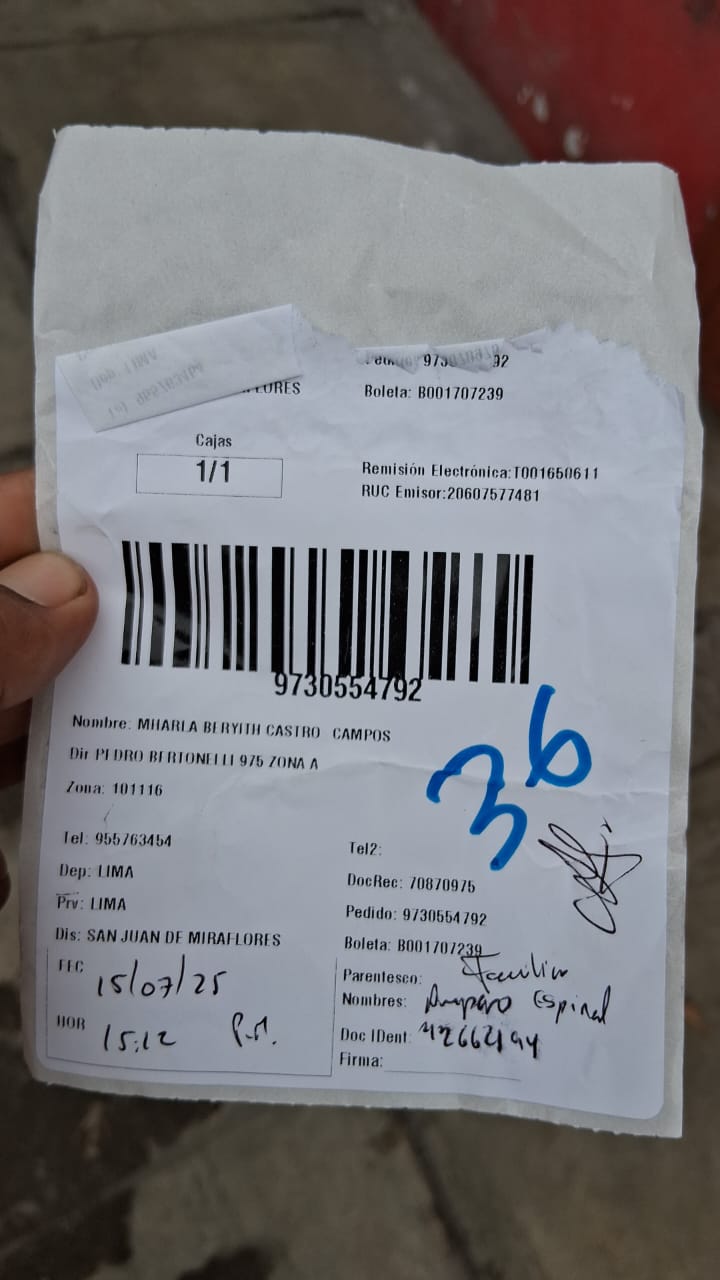 LORES
92
Boleta: B001707239
Cajas
1/1
Remisión Electrónica:T001650611
RUC Emisor:20607577481
9730554792
Nombre: MHARLA BERYITH CASTRO CAMPOS
Dir PEDRO BERTONELLI 975 ZONA A
Zona: 101116
36
Tel: 955763454
Tel2:
Dep: LIMA
DocRec: 70870975
Prv: LIMA
Pedido: 9730554792
Dis: SAN JUAN DE MIRAFLORES
Boleta: B001707239
FEC 15/07/25
Parentesco: Familiar
Nombres: Amparo Espinal
HOR 15:12 P.M.
Doc IDent: 42662194
Firma: